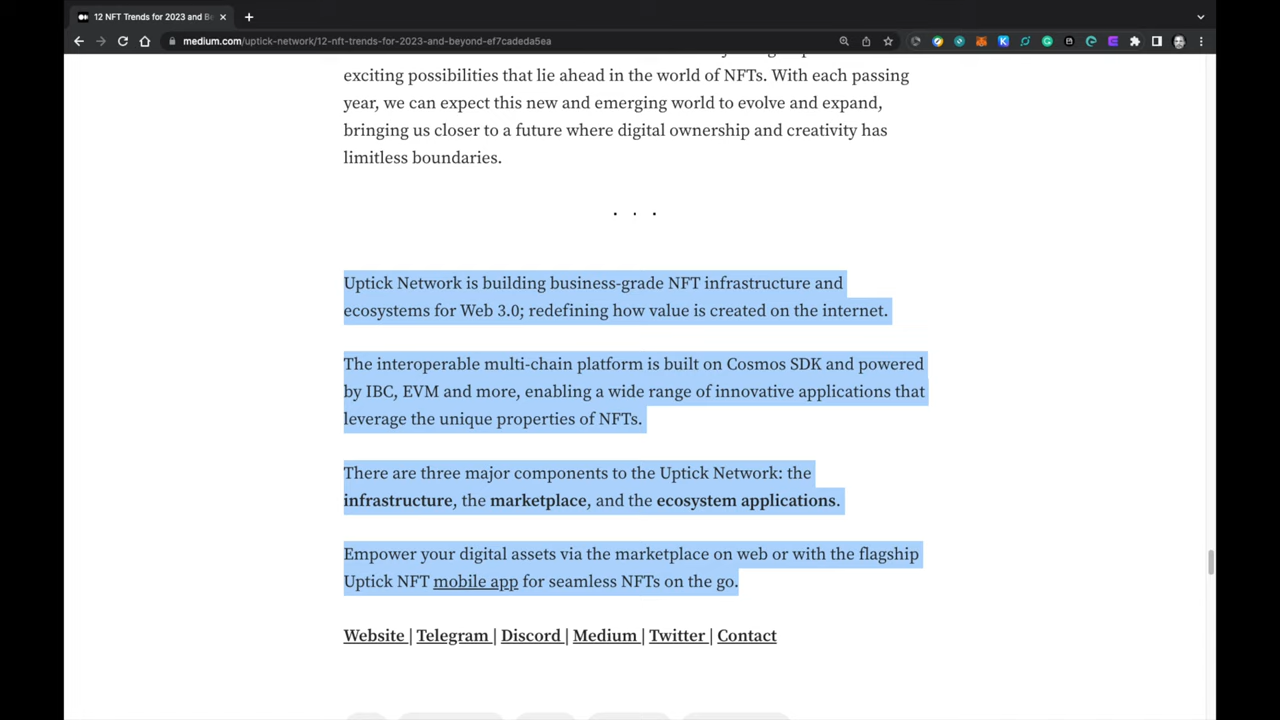 12 NFT Trends for 2023 and Be
medium.com/uptick-network/12-nft-trends-for-2023-and-beyond-ef7cadeda5ea
exciting possibilities that lie ahead in the world of NFTs. With each passing
year, we can expect this new and emerging world to evolve and expand,
bringing us closer to a future where digital ownership and creativity has
limitless boundaries.
. . .
Uptick Network is building business-grade NFT infrastructure and
ecosystems for Web 3.0; redefining how value is created on the internet.
The interoperable multi-chain platform is built on Cosmos SDK and powered
by IBC, EVM and more, enabling a wide range of innovative applications that
leverage the unique properties of NFTs.
There are three major components to the Uptick Network: the
infrastructure, the marketplace, and the ecosystem applications.
Empower your digital assets via the marketplace on web or with the flagship
Uptick NFT mobile app for seamless NFTs on the go.
Website | Telegram | Discord | Medium | Twitter | Contact